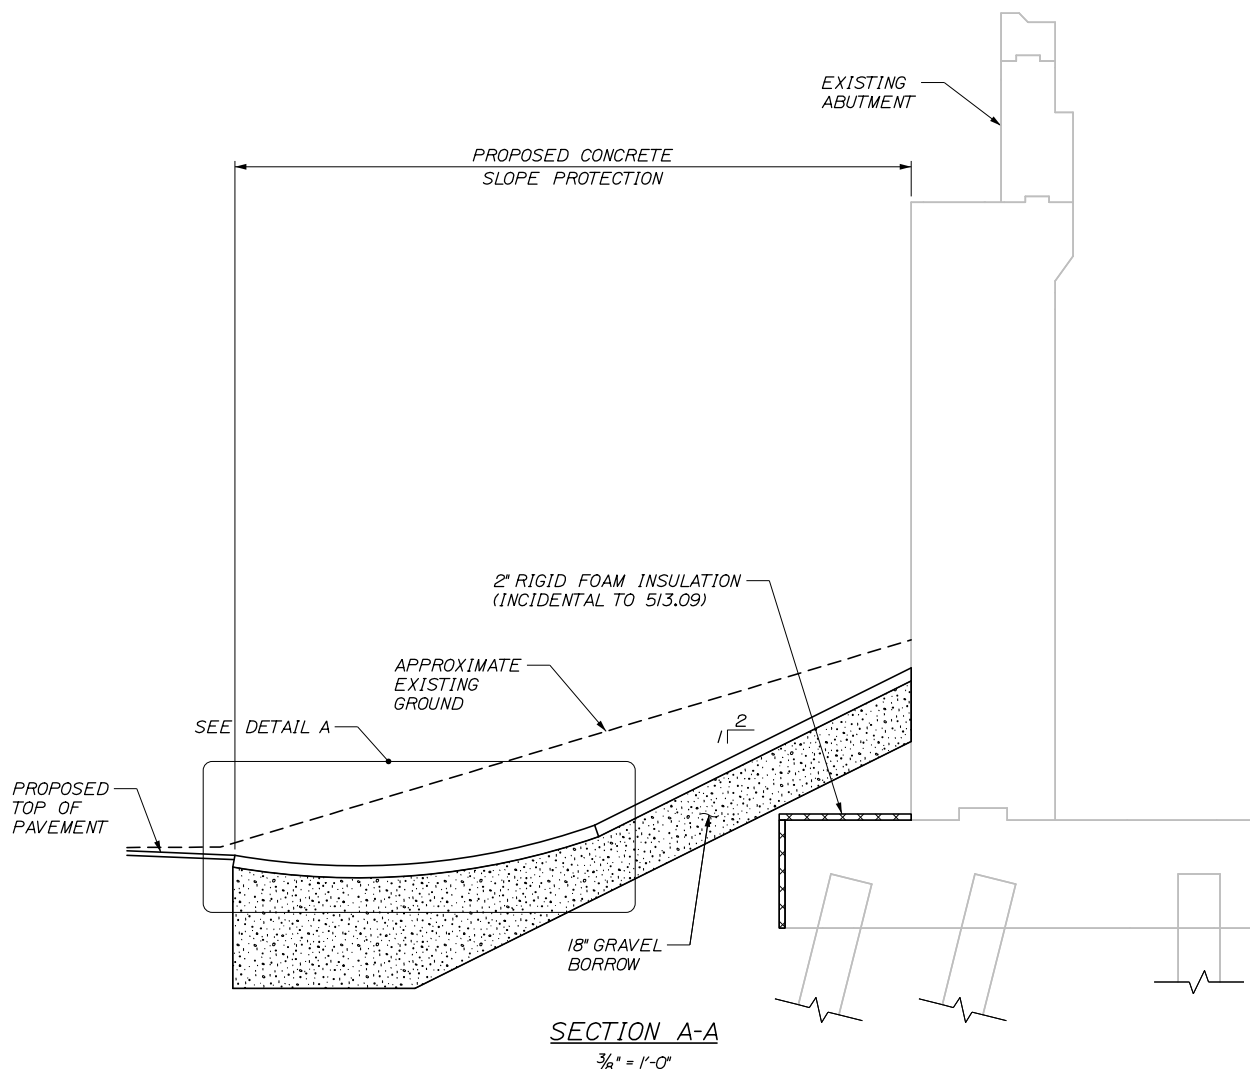 EXISTING
ABUTMENT
PROPOSED CONCRETE
SLOPE PROTECTION
2" RIGID FOAM INSULATION
(INCIDENTAL TO 513.09)
APPROXIMATE
EXISTING
GROUND
2
1
SEE DETAIL A
PROPOSED
TOP OF
PAVEMENT
18" GRAVEL
BORROW
SECTION A-A
3/8" = 1'-0"